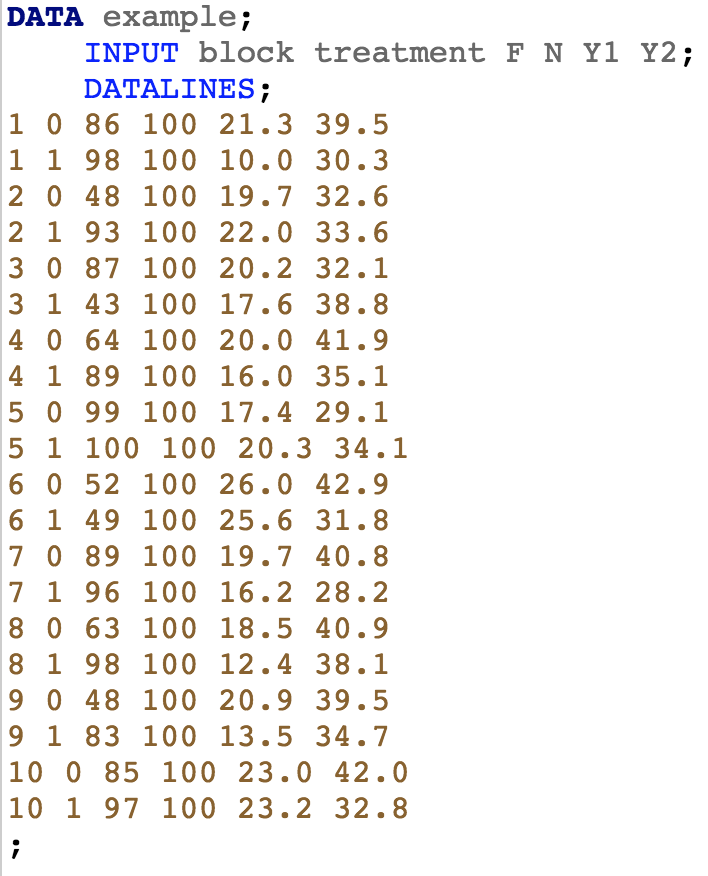 DATA example;
INPUT block treatment F N Y1 Y2;
DATALINES;
1 0 86 100 21.3 39.5
1 1 98 100 10.0 30.3
2 0 48 100 19.7 32.6
2 1 93 100 22.0 33.6
3 0 87 100 20.2 32.1
3 1 43 100 17.6 38.8
4 0 64 100 20.0 41.9
4 1 89 100 16.0 35.1
5 0 99 100 17.4 29.1
5 1 100 100 20.3 34.1
6 0 52 100 26.0 42.9
6 1 49 100 25.6 31.8
7 0 89 100 19.7 40.8
7 1 96 100 16.2 28.2
8 0 63 100 18.5 40.9
8 1 98 100 12.4 38.1
9 0 48 100 20.9 39.5
9 1 83 100 13.5 34.7
10 0 85 100 23.0 42.0
10 1 97 100 23.2 32.8
;